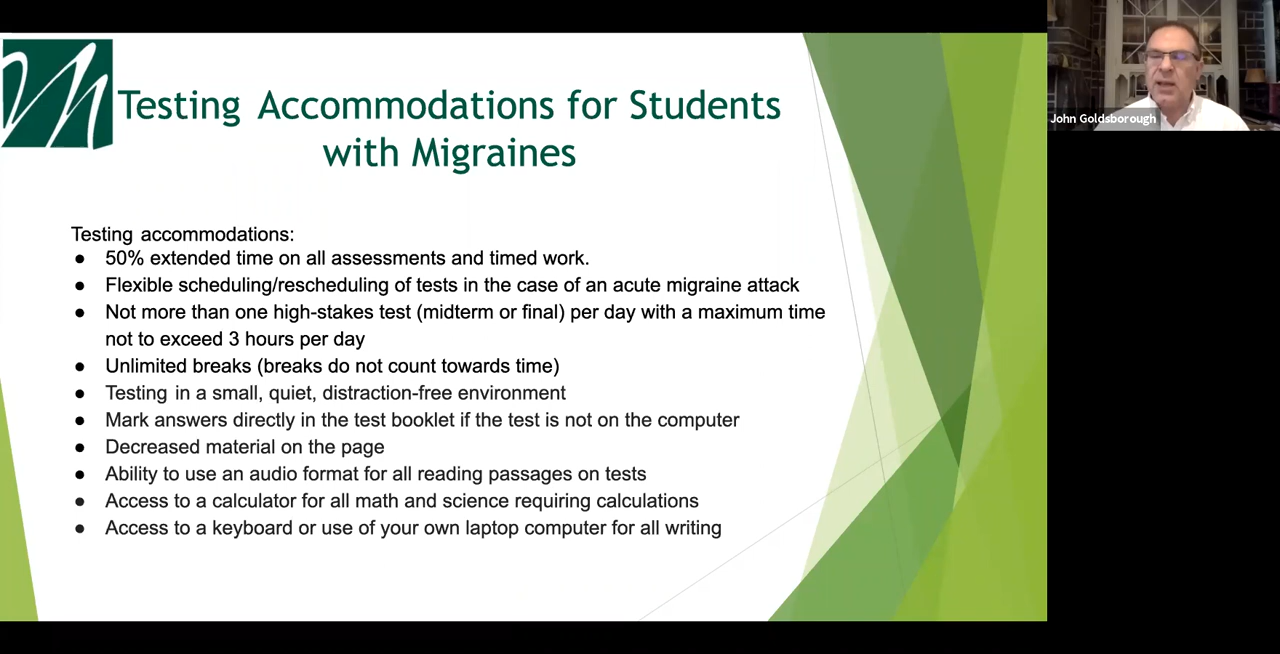 Testing Accommodations for Students
with Migraines
John Goldsborough
Testing accommodations:
● 50% extended time on all assessments and timed work.
● Flexible scheduling/rescheduling of tests in the case of an acute migraine attack
● Not more than one high-stakes test (midterm or final) per day with a maximum time
not to exceed 3 hours per day
● Unlimited breaks (breaks do not count towards time)
● Testing in a small, quiet, distraction-free environment
● Mark answers directly in the test booklet if the test is not on the computer
● Decreased material on the page
● Ability to use an audio format for all reading passages on tests
● Access to a calculator for all math and science requiring calculations
● Access to a keyboard or use of your own laptop computer for all writing